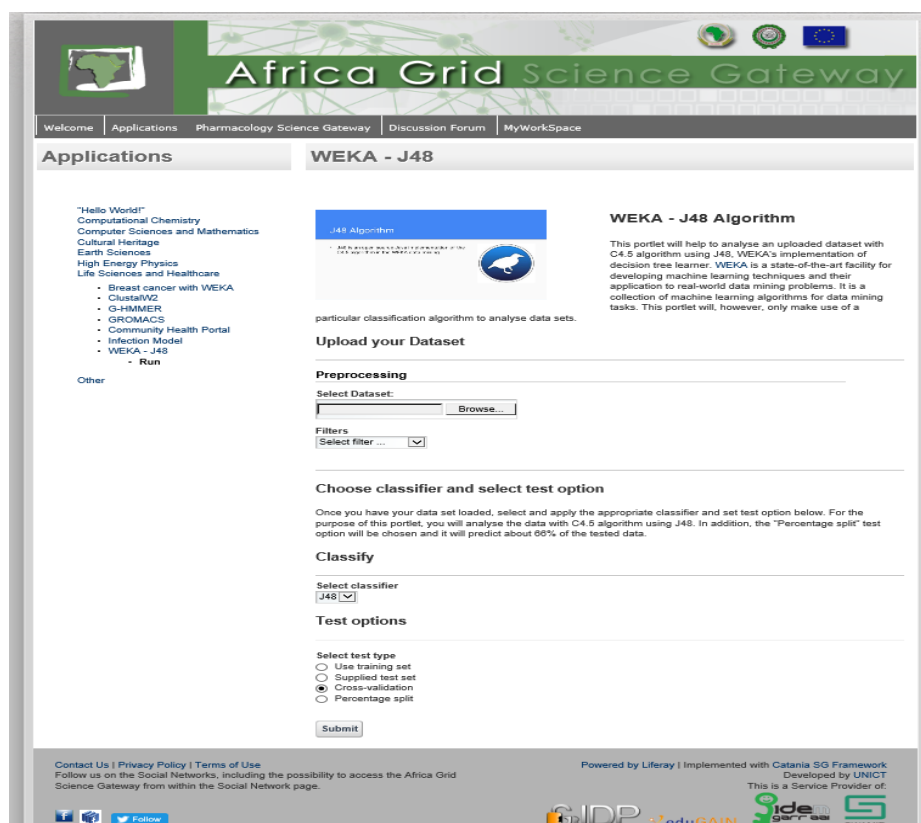 Africa Grid Science Gateway
Welcome
Applications
Pharmacology Science Gateway
Discussion Forum
MyWorkSpace
Applications
"Hello World!"
Computational Chemistry
Computer Sciences and Mathematics
Cultural Heritage
Earth Sciences
High Energy Physics
Life Sciences and Healthcare
Breast cancer with WEKA
ClustalW2
G-HMMER
GROMACS
Community Health Portal
Infection Model
WEKA - J48
- Run
Other
WEKA - J48
J48 Algorithm
WEKA - J48 Algorithm
This portlet will help to analyse an uploaded dataset with
C4.5 algorithm using J48, WEKA's implementation of
decision tree learner. WEKA is a state-of-the-art facility for
developing machine learning techniques and their
application to real-world data mining problems. It is a
collection of machine learning algorithms for data mining
tasks. This portlet will, however, only make use of a
particular classification algorithm to analyse data sets.
Upload your Dataset
Preprocessing
Select Dataset:
Browse...
Filters
Select filter ...
Choose classifier and select test option
Once you have your data set loaded, select and apply the appropriate classifier and set test option below. For the
purpose of this portlet, you will analyse the data with C4.5 algorithm using J48. In addition, the "Percentage split" test
option will be chosen and it will predict about 66% of the tested data.
Classify
Select classifier
J48
Test options
Select test type
Use training set
Supplied test set
Cross-validation
Percentage split
Submit
Contact Us | Privacy Policy | Terms of Use
Follow us on the Social Networks, including the possibility to access the Africa Grid
Science Gateway from within the Social Network page.
Follow
Powered by Liferay | Implemented with Catania SG Framework
Developed by UNICT
This is a Service Provider of:
eduGAIN